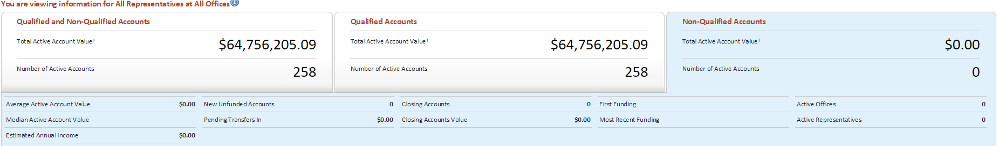 You are viewing information for All Representatives at All Offices
Qualified and Non-Qualified Accounts
Total Active Account Value+ $64,756,205.09
Number of Active Accounts 258
Qualified Accounts
Total Active Account Value+ $64,756,205.09
Number of Active Accounts 258
Non-Qualified Accounts
Total Active Account Value+ $0.00
Number of Active Accounts 0
Average Active Account Value $0.00 New Unfunded Accounts 0 Closing Accounts 0 First Funding Active Offices 0
Median Active Account Value Pending Transfers In $0.00 Closing Accounts Value $0.00 Most Recent Funding Active Representatives 0
Estimated Annual Income $0.00